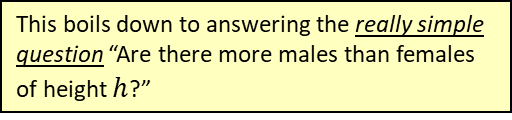 This boils down to answering the really simple
question “Are there more males than females
of height h?”